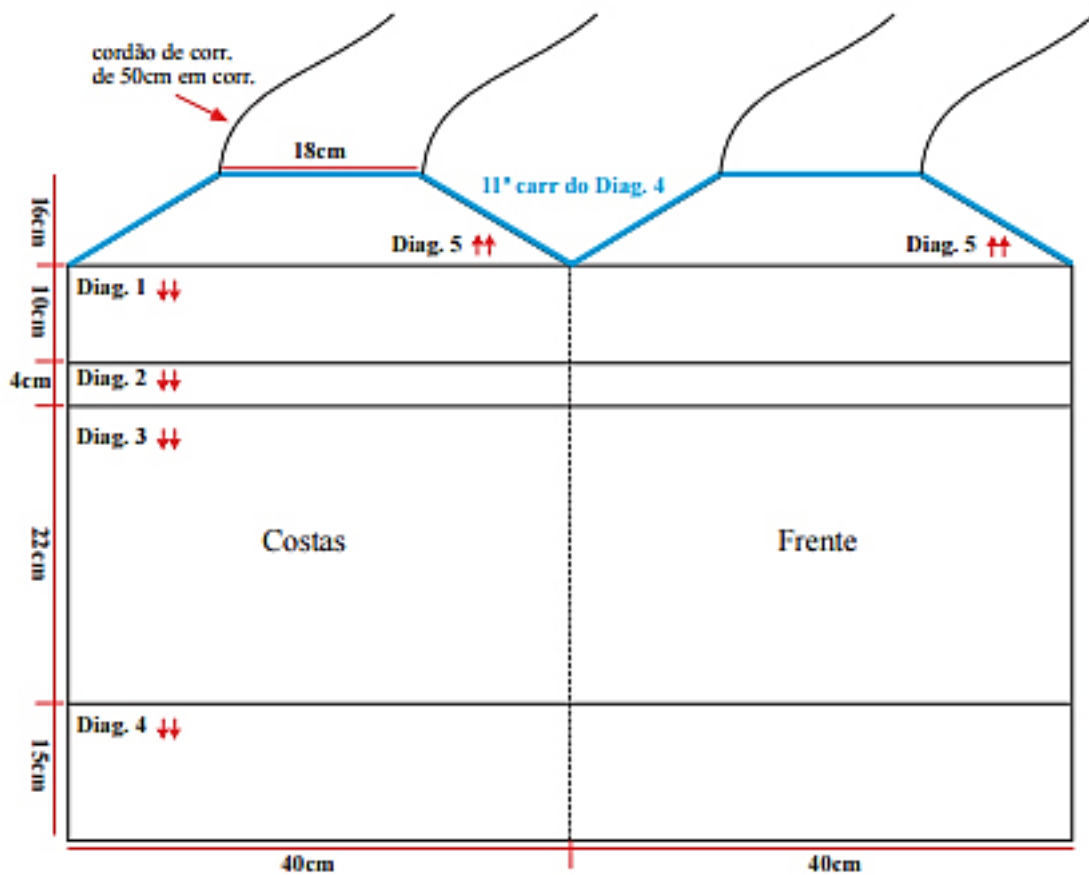 cordão de corr.
de 50cm em corr.
18cm
11ª carr do Diag. 4
16cm
Diag. 5
Diag. 5
10cm
Diag. 1
4cm
Diag. 2
Diag. 3
22cm
Costas
Frente
15cm
Diag. 4
40cm
40cm